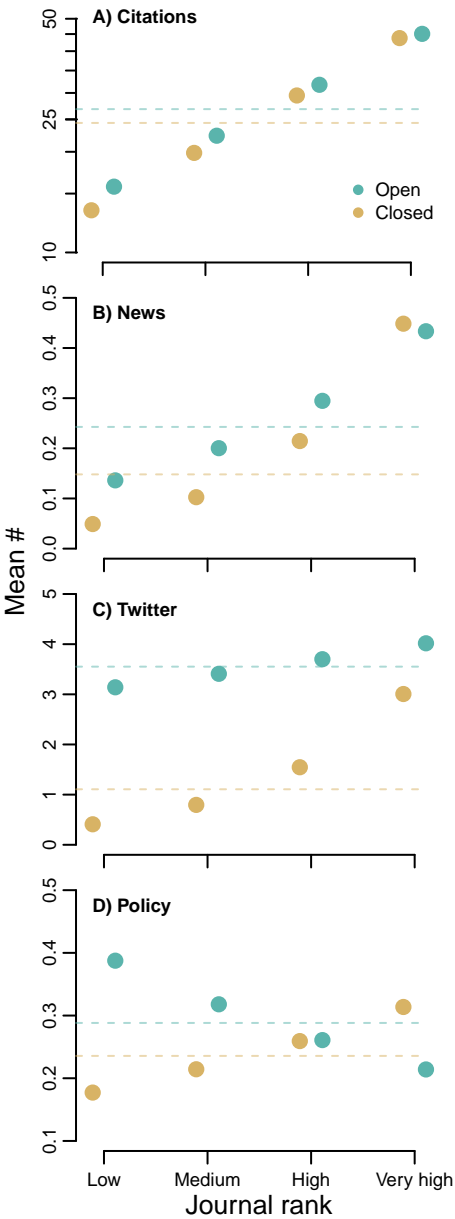 A) Citations
50
25
10
Open
Closed
B) News
0.5
0.4
0.3
0.2
0.1
0.0
Mean #
C) Twitter
5
4
3
2
1
0
D) Policy
0.5
0.4
0.3
0.2
0.1
Low Medium High Very high
Journal rank